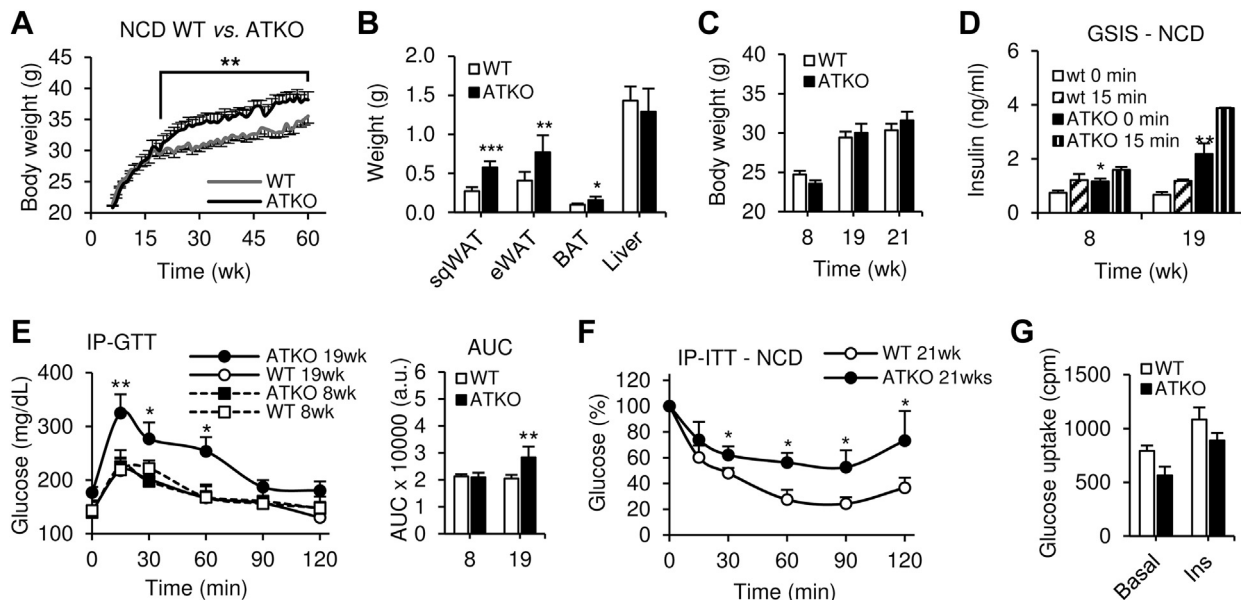 A
NCD WT vs. ATKO
Body weight (g)
45
40
35
30
25
20
**
WT
ATKO
0 15 30 45 60
Time (wk)
B
Weight (g)
2.0
1.5
1.0
0.5
0.0
WT
ATKO
***
**
*
sqWAT
eWAT
BAT
Liver
C
Body weight (g)
40
35
30
25
20
WT
ATKO
8 19 21
Time (wk)
D
GSIS - NCD
Insulin (ng/ml)
6
4
2
0
wt 0 min
wt 15 min
ATKO 0 min
ATKO 15 min
*
**
8 19
Time (wk)
E
IP-GTT
Glucose (mg/dL)
400
300
200
100
ATKO 19wk
WT 19wk
ATKO 8wk
WT 8wk
**
*
*
0 30 60 90 120
Time (min)
AUC
AUC x 10000 (a.u.)
6
5
4
3
2
1
0
WT
ATKO
**
8 19
F
IP-ITT - NCD
Glucose (%)
120
100
80
60
40
20
0
WT 21wk
ATKO 21wks
*
*
*
*
0 30 60 90 120
Time (min)
G
Glucose uptake (cpm)
1500
1000
500
0
WT
ATKO
Basal
Ins